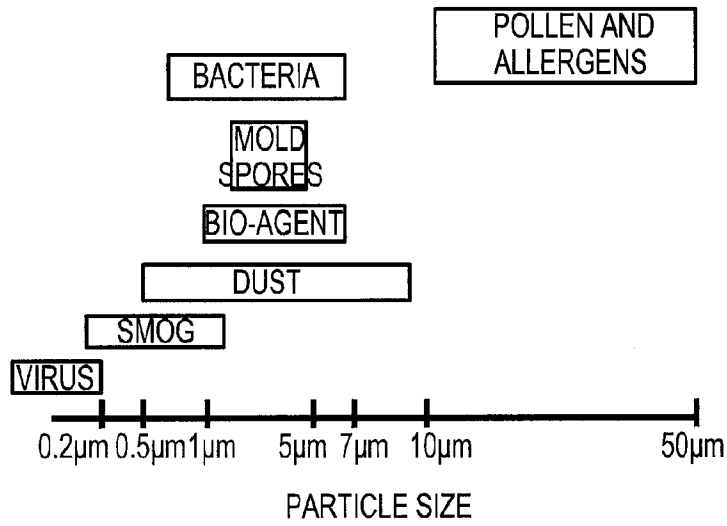 POLLEN AND
ALLERGENS
BACTERIA
MOLD
SPORES
BIO-AGENT
DUST
SMOG
VIRUS
0.2µm 0.5µm 1µm 5µm 7µm 10µm 50µm
PARTICLE SIZE